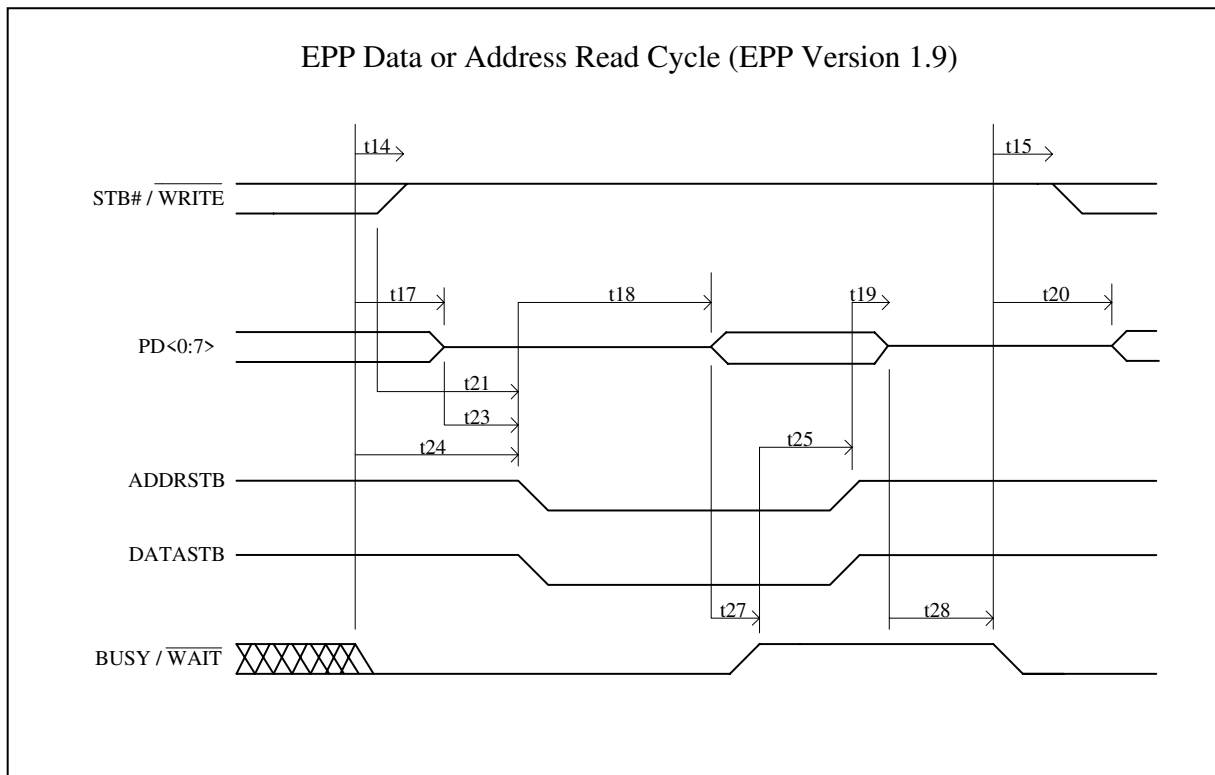 EPP Data or Address Read Cycle (EPP Version 1.9)
t14
t15
STB# / WRITE
t17
t18
t19
t20
PD<0:7>
t21
t23
t25
t24
ADDRSTB
DATASTB
t27
t28
BUSY / WAIT